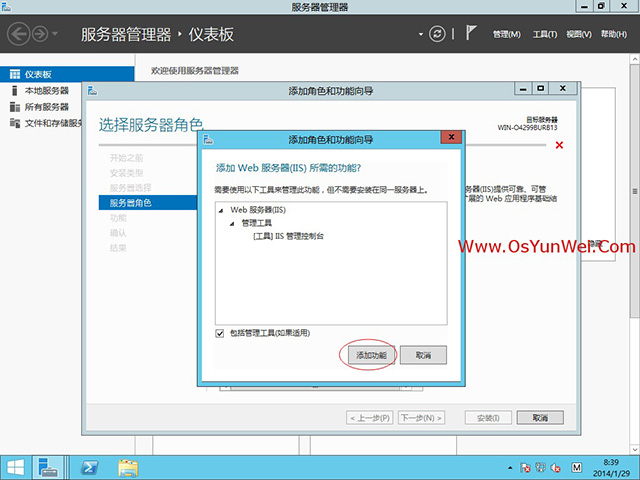 服务器管理器
服务器管理器 · 仪表板
管理(M) 工具(T) 视图(V) 帮助(H)
仪表板
本地服务器
所有服务器
文件和存储服务
欢迎使用服务器管理器
添加角色和功能向导
选择服务器角色
目标服务器
WIN-O4299BURB13
开始之前
安装类型
服务器选择
服务器角色
功能
确认
结果
器(IIS)提供可靠、可管
扩展的 Web 应用程序基础结
添加角色和功能向导
添加 Web 服务器(IIS) 所需的功能?
需要使用以下工具来管理此功能，但不需要安装在同一服务器上。
Web 服务器(IIS)
管理工具
[工具] IIS 管理控制台
包括管理工具(如果适用)
添加功能 取消
www.OsYunWei.Com
隐藏
< 上一步(P) 下一步(N) > 安装(I) 取消
M
8:39
2014/1/29